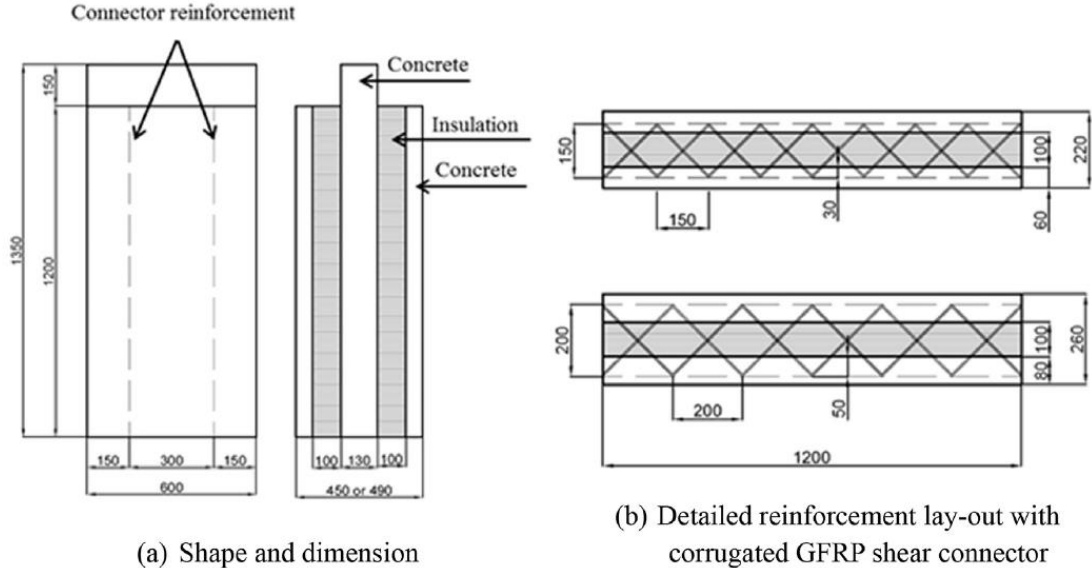 Connector reinforcement
Concrete
Insulation
Concrete
150
1350
1200
150
300
150
600
100
130
100
450 or 490
(a) Shape and dimension
150
150
30
100
220
60
200
200
50
100
260
80
1200
(b) Detailed reinforcement lay-out with
corrugated GFRP shear connector